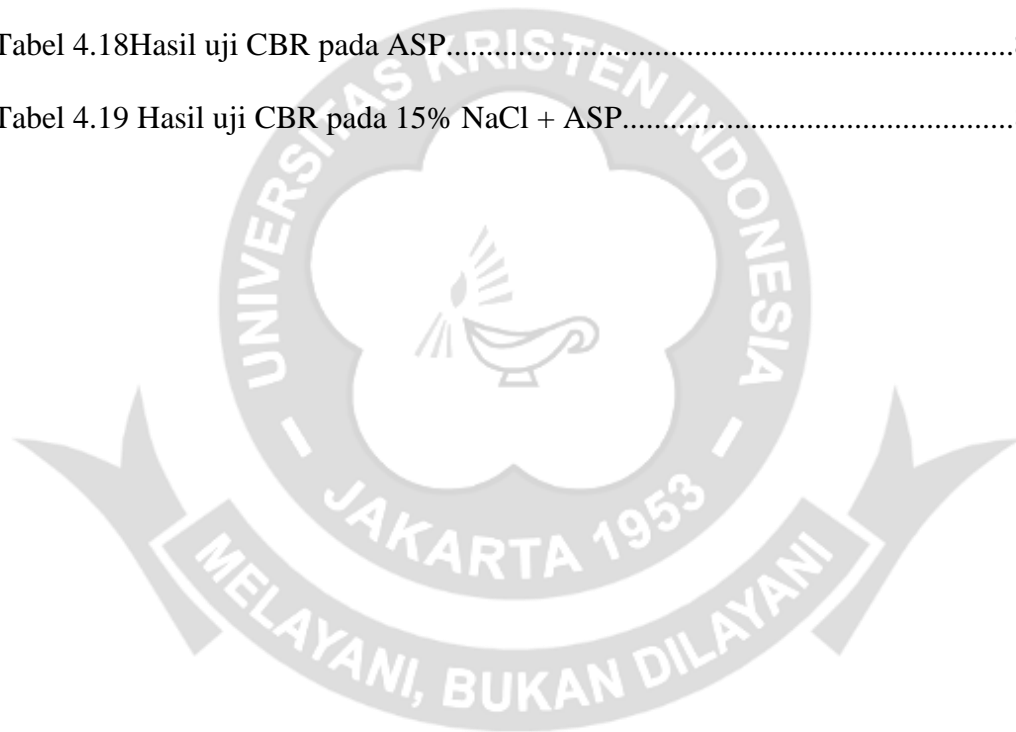 Tabel 4.18Hasil uji CBR pada ASP.......................................................................
Tabel 4.19 Hasil uji CBR pada 15% NaCl + ASP.................................................
UNIVERSITAS KRISTEN INDONESIA
- JAKARTA 1953 -
MELAYANI, BUKAN DILAYANI